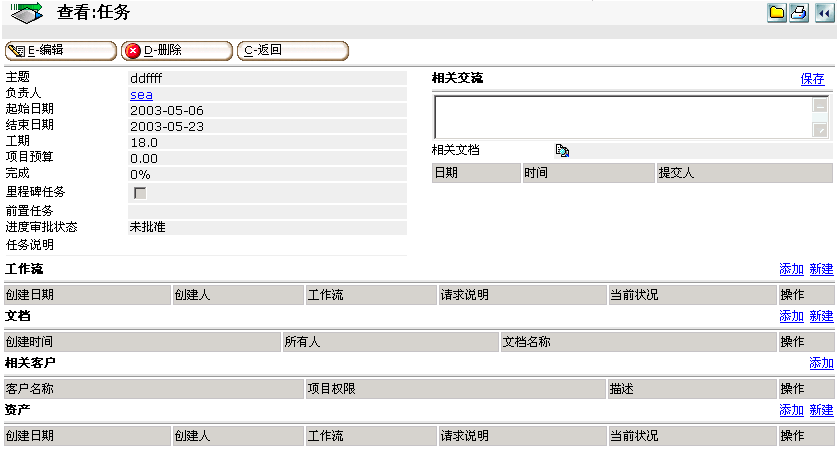 查看:任务
E-编辑 D-删除 C-返回
主题 ddffff
负责人 sea
起始日期 2003-05-06
结束日期 2003-05-23
工期 18.0
项目预算 0.00
完成 0%
里程碑任务
前置任务
进度审批状态 未批准
任务说明
相关交流 保存
相关文档
日期 时间 提交人
工作流 添加 新建
创建日期 创建人 工作流 请求说明 当前状况 操作
文档 添加 新建
创建时间 所有人 文档名称 操作
相关客户 添加
客户名称 项目权限 描述 操作
资产 添加 新建
创建日期 创建人 工作流 请求说明 当前状况 操作